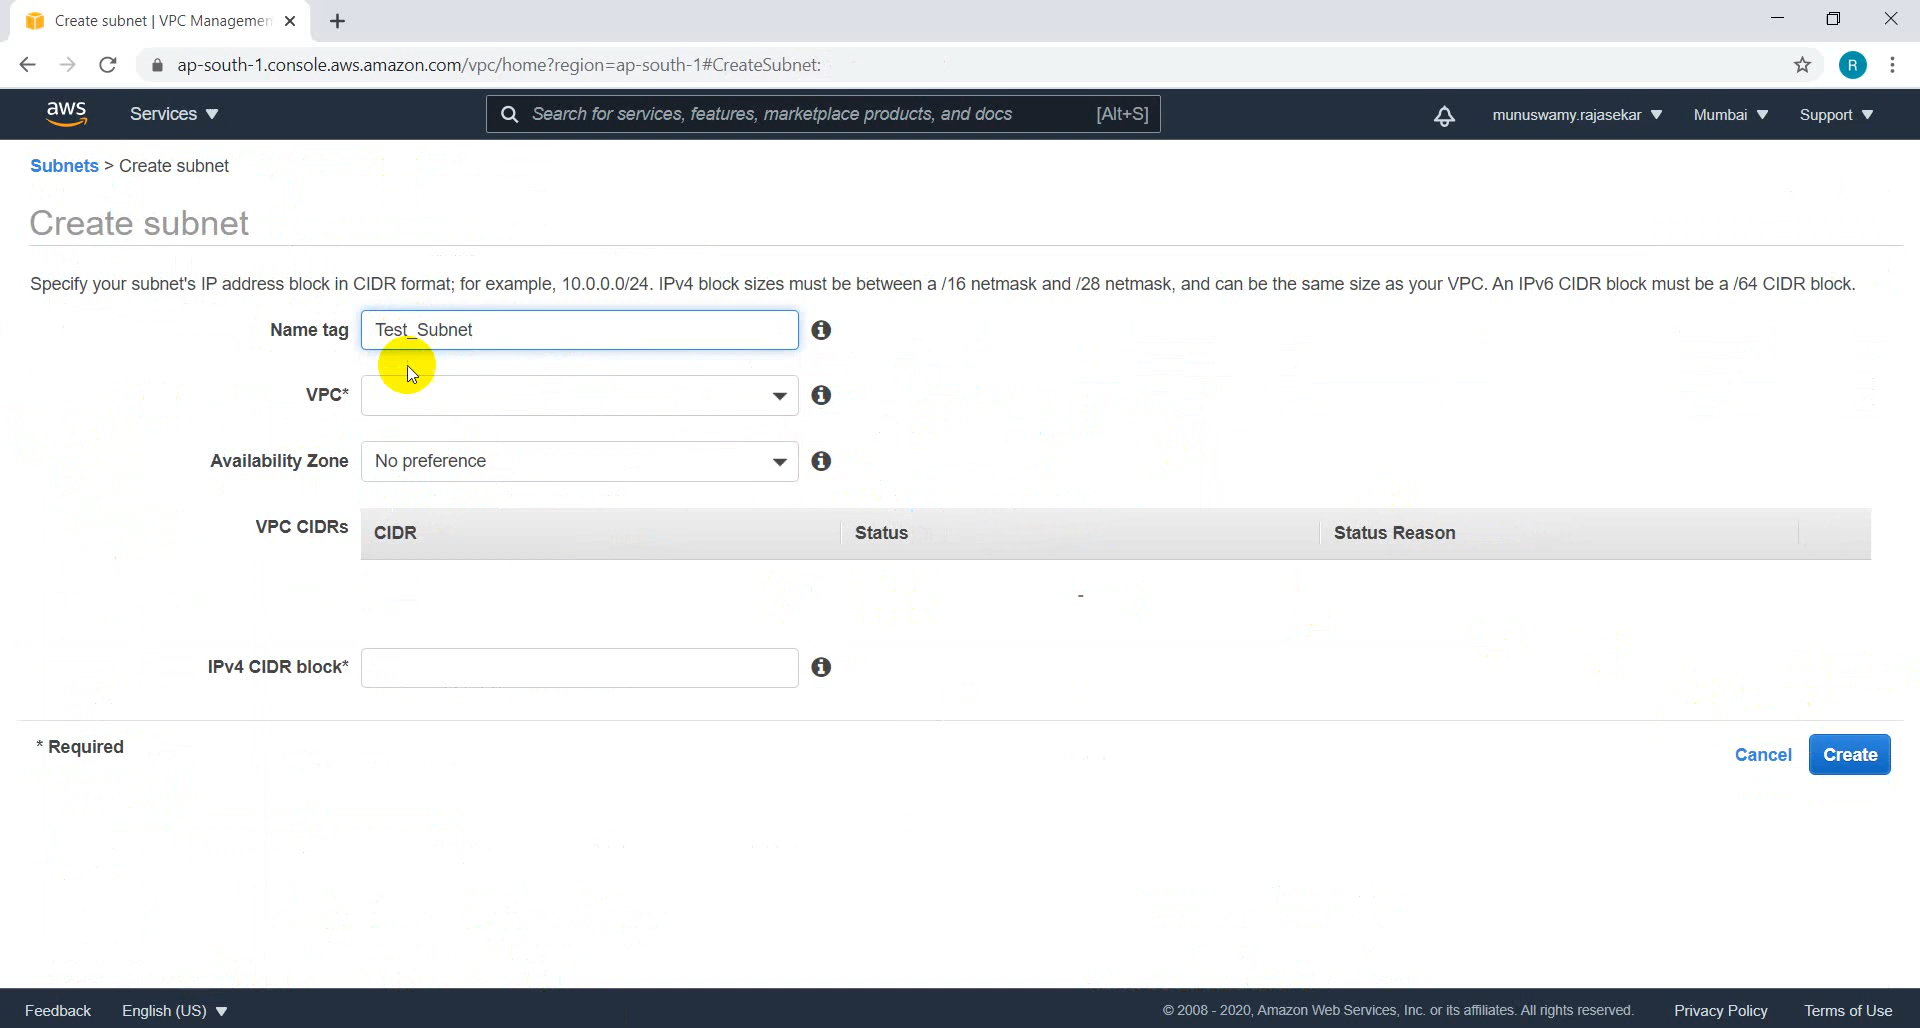 Create subnet | VPC Managemen
ap-south-1.console.aws.amazon.com/vpc/home?region=ap-south-1#CreateSubnet:
R
aws
Services
Search for services, features, marketplace products, and docs [Alt+S]
munuswamy.rajasekar
Mumbai
Support
Subnets > Create subnet
Create subnet
Specify your subnet's IP address block in CIDR format; for example, 10.0.0.0/24. IPv4 block sizes must be between a /16 netmask and /28 netmask, and can be the same size as your VPC. An IPv6 CIDR block must be a /64 CIDR block.
Name tag Test_Subnet
VPC*
Availability Zone No preference
VPC CIDRs CIDR Status Status Reason
-
IPv4 CIDR block*
* Required
Cancel Create
Feedback English (US) © 2008 - 2020, Amazon Web Services, Inc. or its affiliates. All rights reserved. Privacy Policy Terms of Use